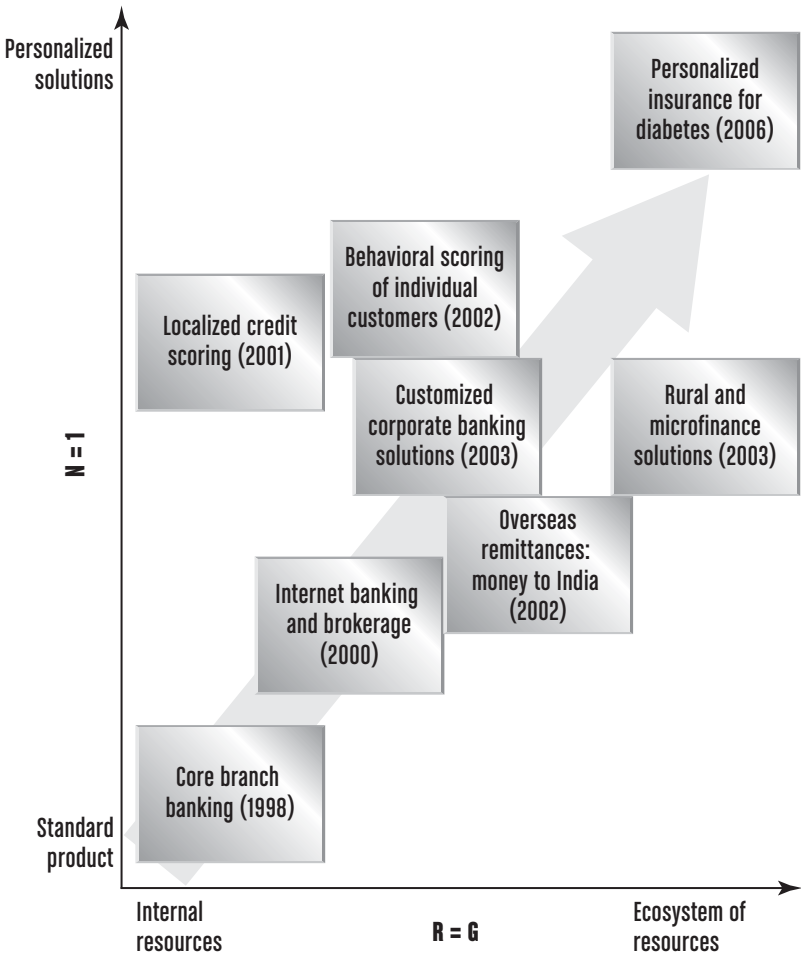 Personalized
solutions
Personalized
insurance for
diabetes (2006)
Behavioral scoring
of individual
customers (2002)
Localized credit
scoring (2001)
Customized
corporate banking
solutions (2003)
Rural and
microfinance
solutions (2003)
N = 1
Overseas
remittances:
money to India
(2002)
Internet banking
and brokerage
(2000)
Core branch
banking (1998)
Standard
product
Internal
resources
R = G
Ecosystem of
resources